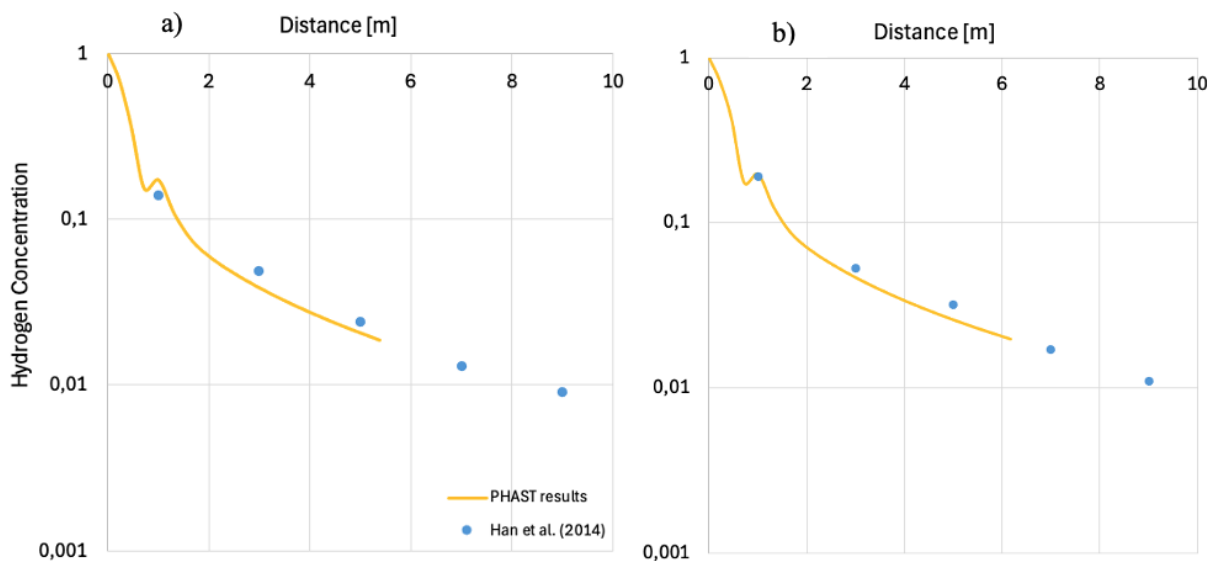 a)
Distance [m]
1
0
2
4
6
8
10
0,1
0,01
0,001
Hydrogen Concentration
PHAST results
Han et al. (2014)
b)
Distance [m]
1
0
2
4
6
8
10
0,1
0,01
0,001